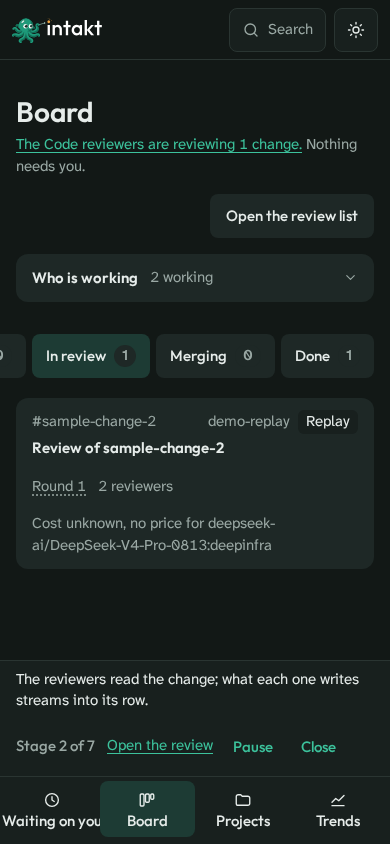 intakt
Search
Board
The Code reviewers are reviewing 1 change. Nothing
needs you.
Open the review list
Who is working 2 working
In review 1 Merging 0 Done 1
#sample-change-2 demo-replay Replay
Review of sample-change-2
Round 1 2 reviewers
Cost unknown, no price for deepseek-
ai/DeepSeek-V4-Pro-0813:deepinfra
The reviewers read the change; what each one writes
streams into its row.
Stage 2 of 7 Open the review Pause Close
Waiting on you Board Projects Trends